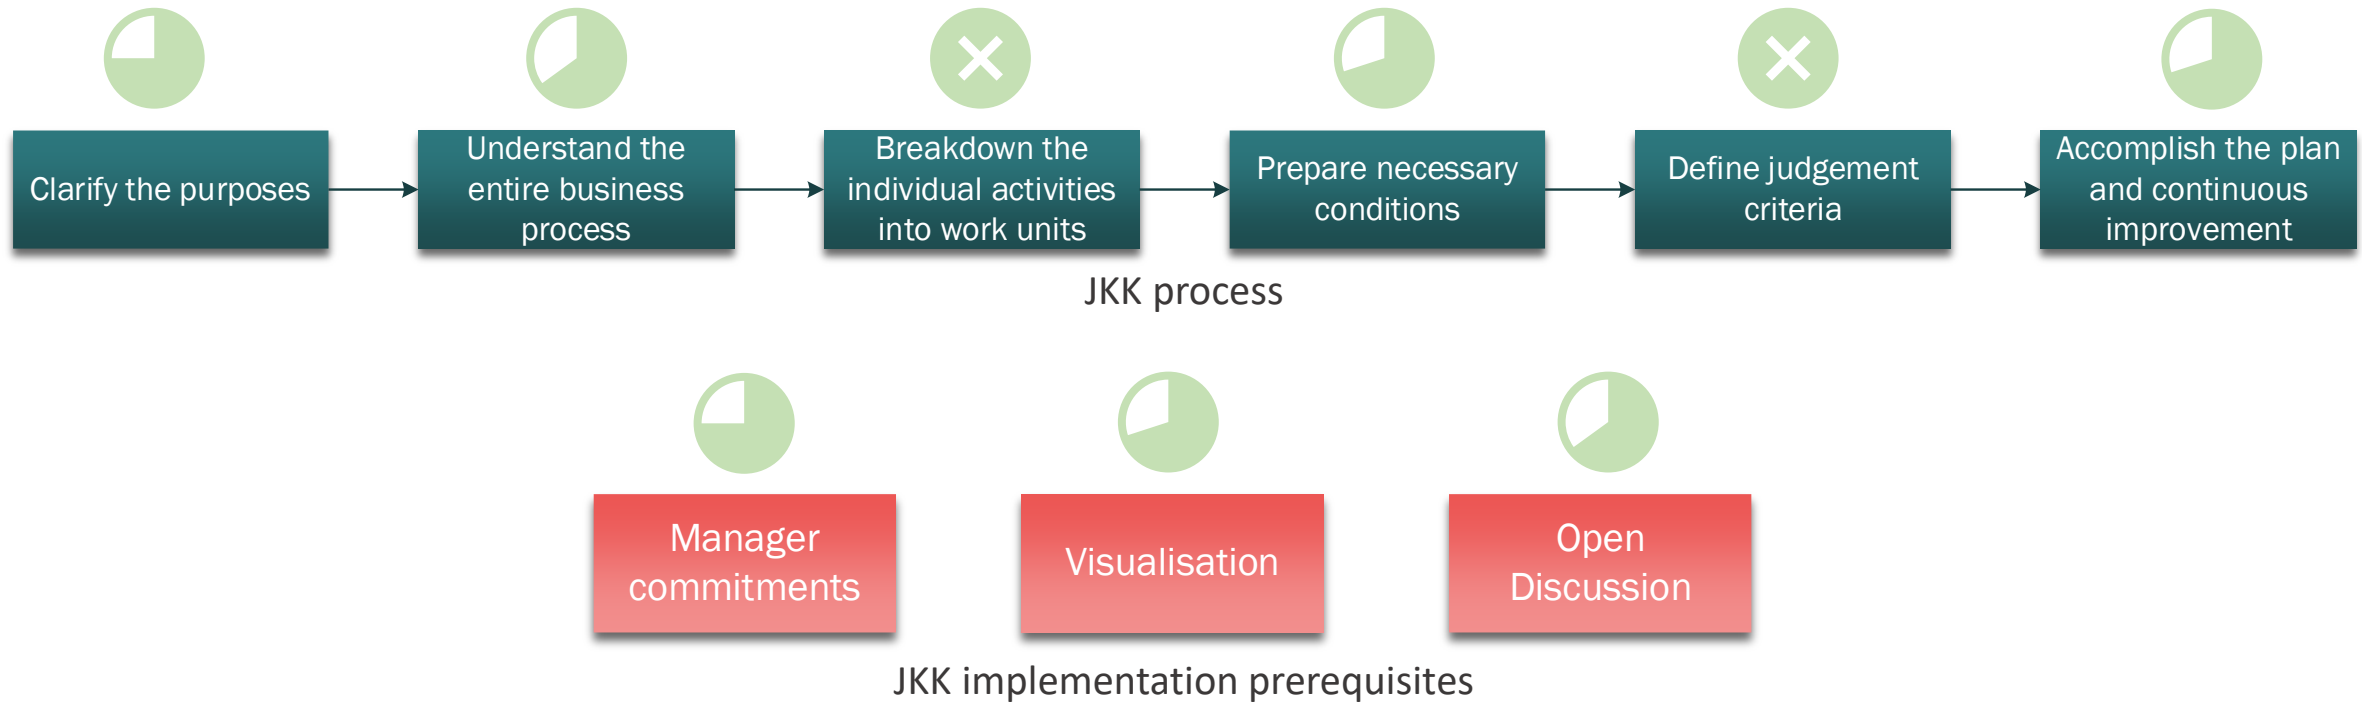 Clarify the purposes
Understand the
entire business
process
Breakdown the
individual activities
into work units
Prepare necessary
conditions
Define judgement
criteria
Accomplish the plan
and continuous
improvement
JKK process
Manager
commitments
Visualisation
Open
Discussion
JKK implementation prerequisites